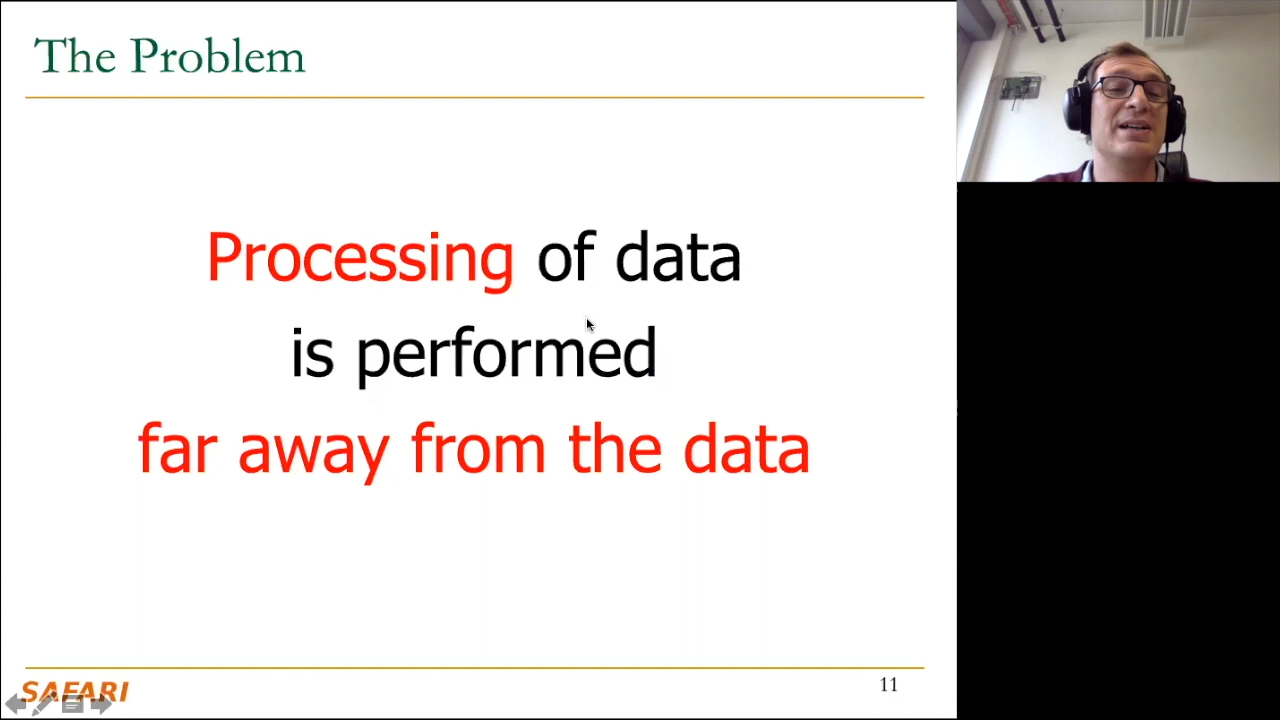 The Problem
Processing of data
is performed
far away from the data
SAFARI
11